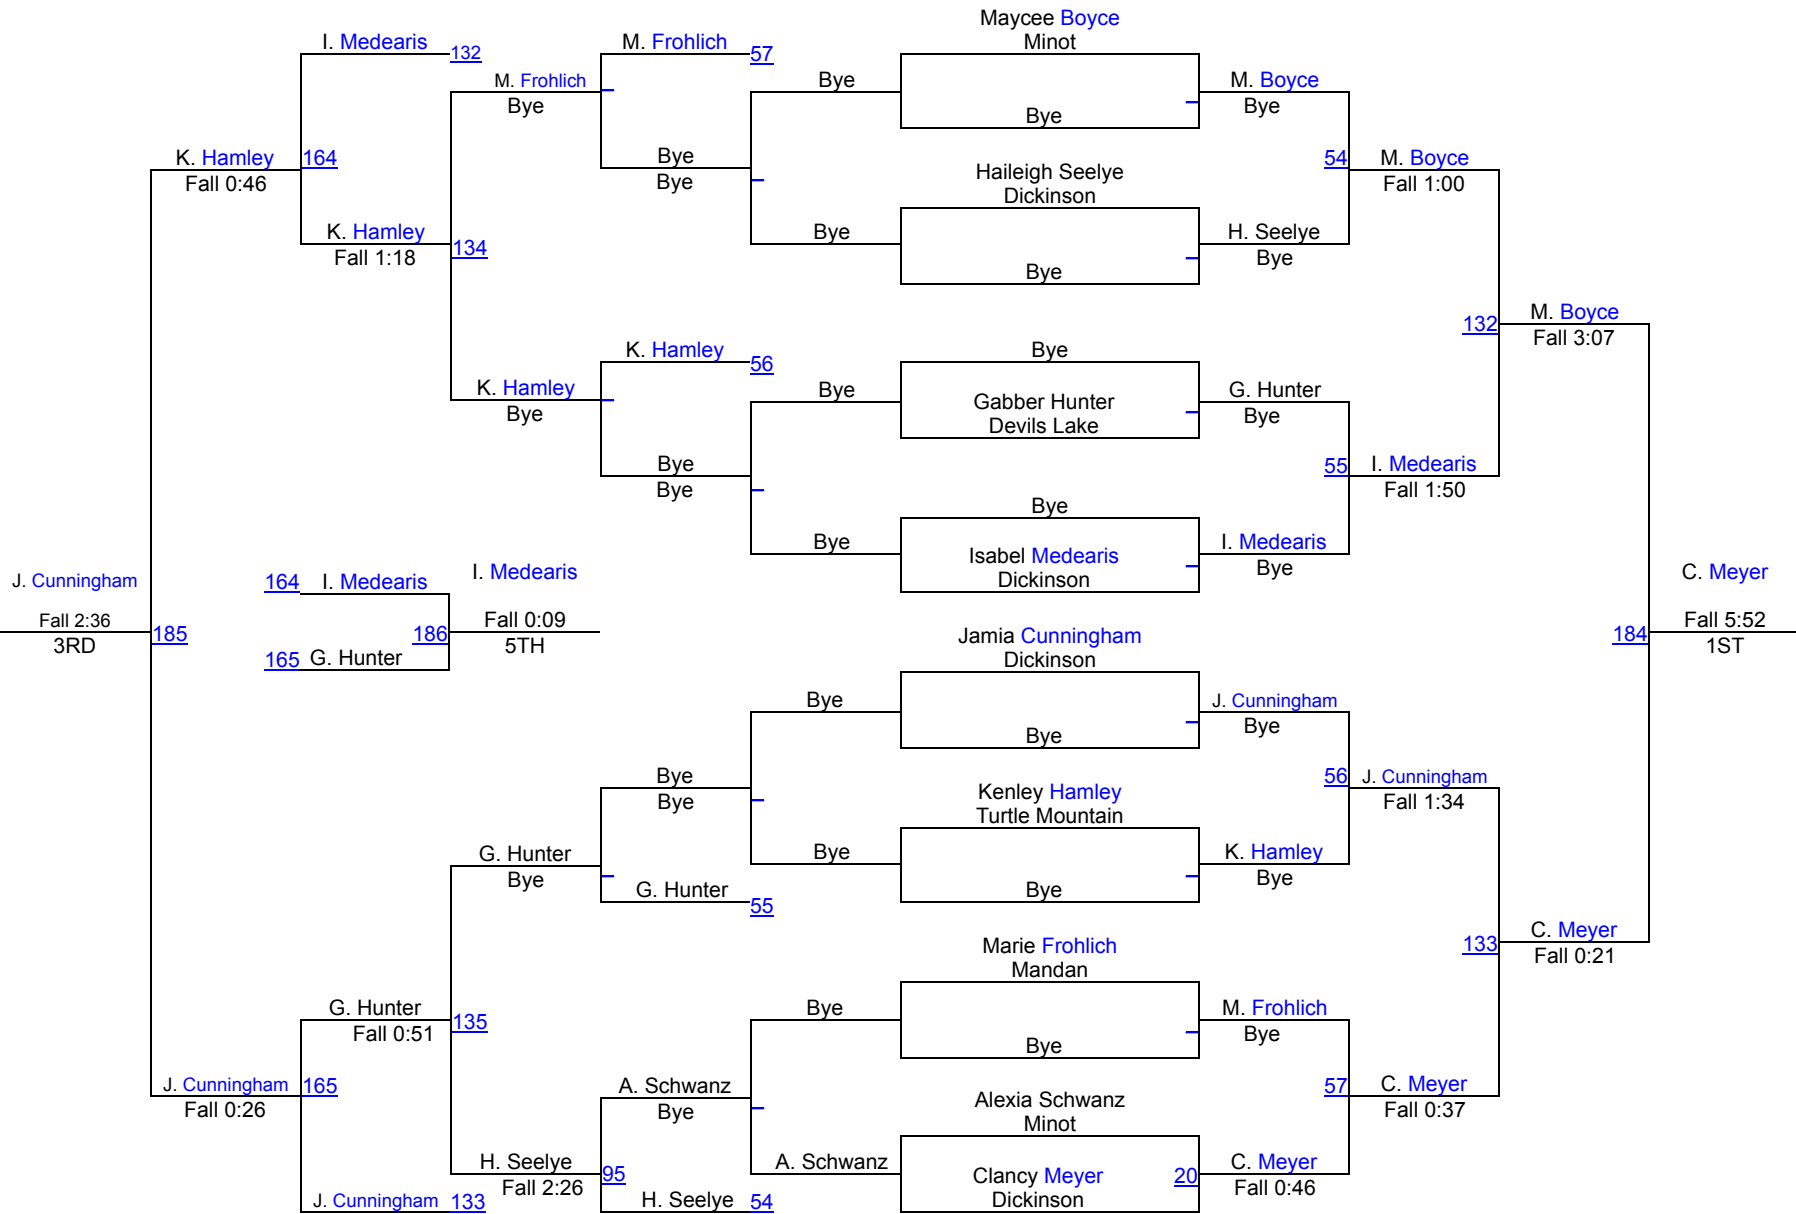 Maycee Boyce
Minot
I. Medearis
132
M. Frohlich
57
M. Frohlich
Bye
Bye
Bye
M. Boyce
Bye
K. Hamley
Fall 0:46
164
Bye
Bye
Haileigh Seelye
Dickinson
54
M. Boyce
Fall 1:00
K. Hamley
Fall 1:18
134
Bye
Bye
H. Seelye
Bye
132
M. Boyce
Fall 3:07
K. Hamley
56
Bye
K. Hamley
Bye
Bye
Gabber Hunter
Devils Lake
G. Hunter
Bye
Bye
Bye
55
I. Medearis
Fall 1:50
Bye
Bye
Isabel Medearis
Dickinson
I. Medearis
Bye
J. Cunningham
Fall 2:36
3RD
185
164
I. Medearis
165
G. Hunter
186
I. Medearis
Fall 0:09
5TH
C. Meyer
184
Fall 5:52
1ST
Jamia Cunningham
Dickinson
Bye
Bye
J. Cunningham
Bye
Bye
Bye
Kenley Hamley
Turtle Mountain
56
J. Cunningham
Fall 1:34
G. Hunter
Bye
Bye
Bye
K. Hamley
Bye
G. Hunter
55
Marie Frohlich
Mandan
133
C. Meyer
Fall 0:21
G. Hunter
Fall 0:51
135
Bye
Bye
M. Frohlich
Bye
J. Cunningham
Fall 0:26
165
A. Schwanz
Bye
Alexia Schwanz
Minot
57
C. Meyer
Fall 0:37
H. Seelye
Fall 2:26
95
A. Schwanz
Clancy Meyer
Dickinson
20
C. Meyer
Fall 0:46
J. Cunningham
133
H. Seelye
54